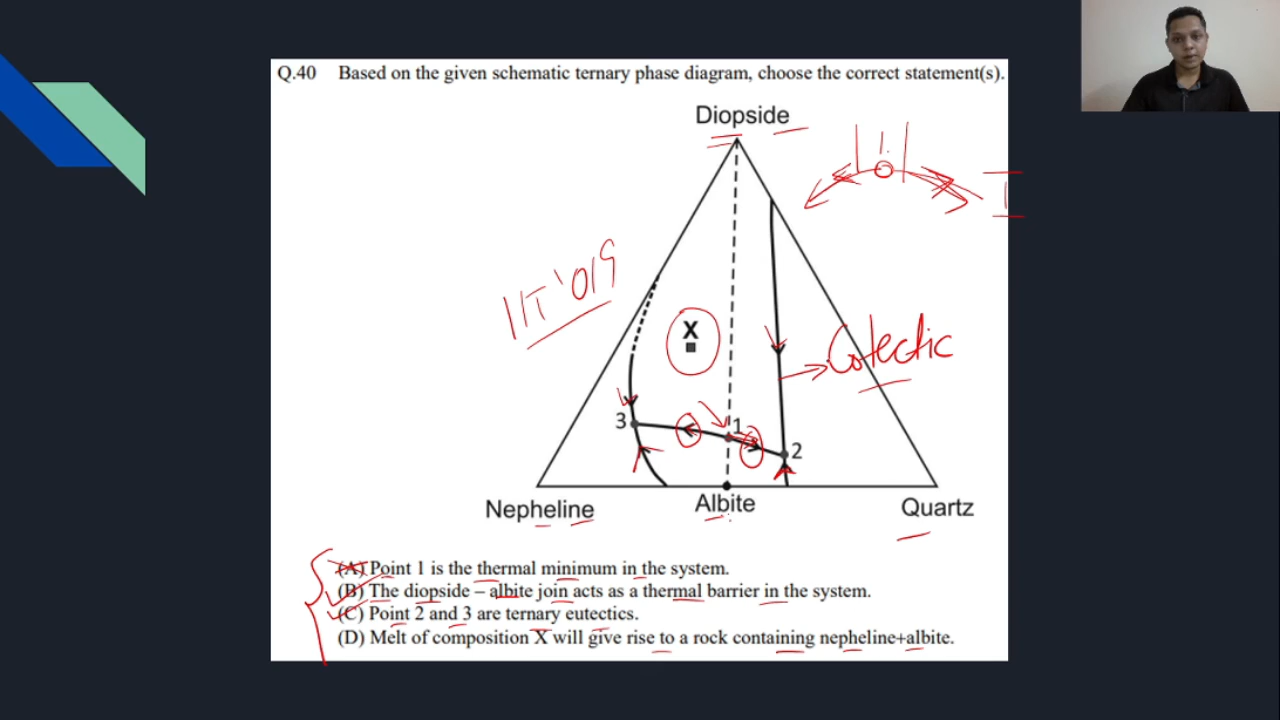 Q.40 Based on the given schematic ternary phase diagram, choose the correct statement(s).
Diopside
IIT '019
X
Cotectic
3
1
2
Nepheline
Albite
Quartz
(A) Point 1 is the thermal minimum in the system.
(B) The diopside – albite join acts as a thermal barrier in the system.
(C) Point 2 and 3 are ternary eutectics.
(D) Melt of composition X will give rise to a rock containing nepheline+albite.